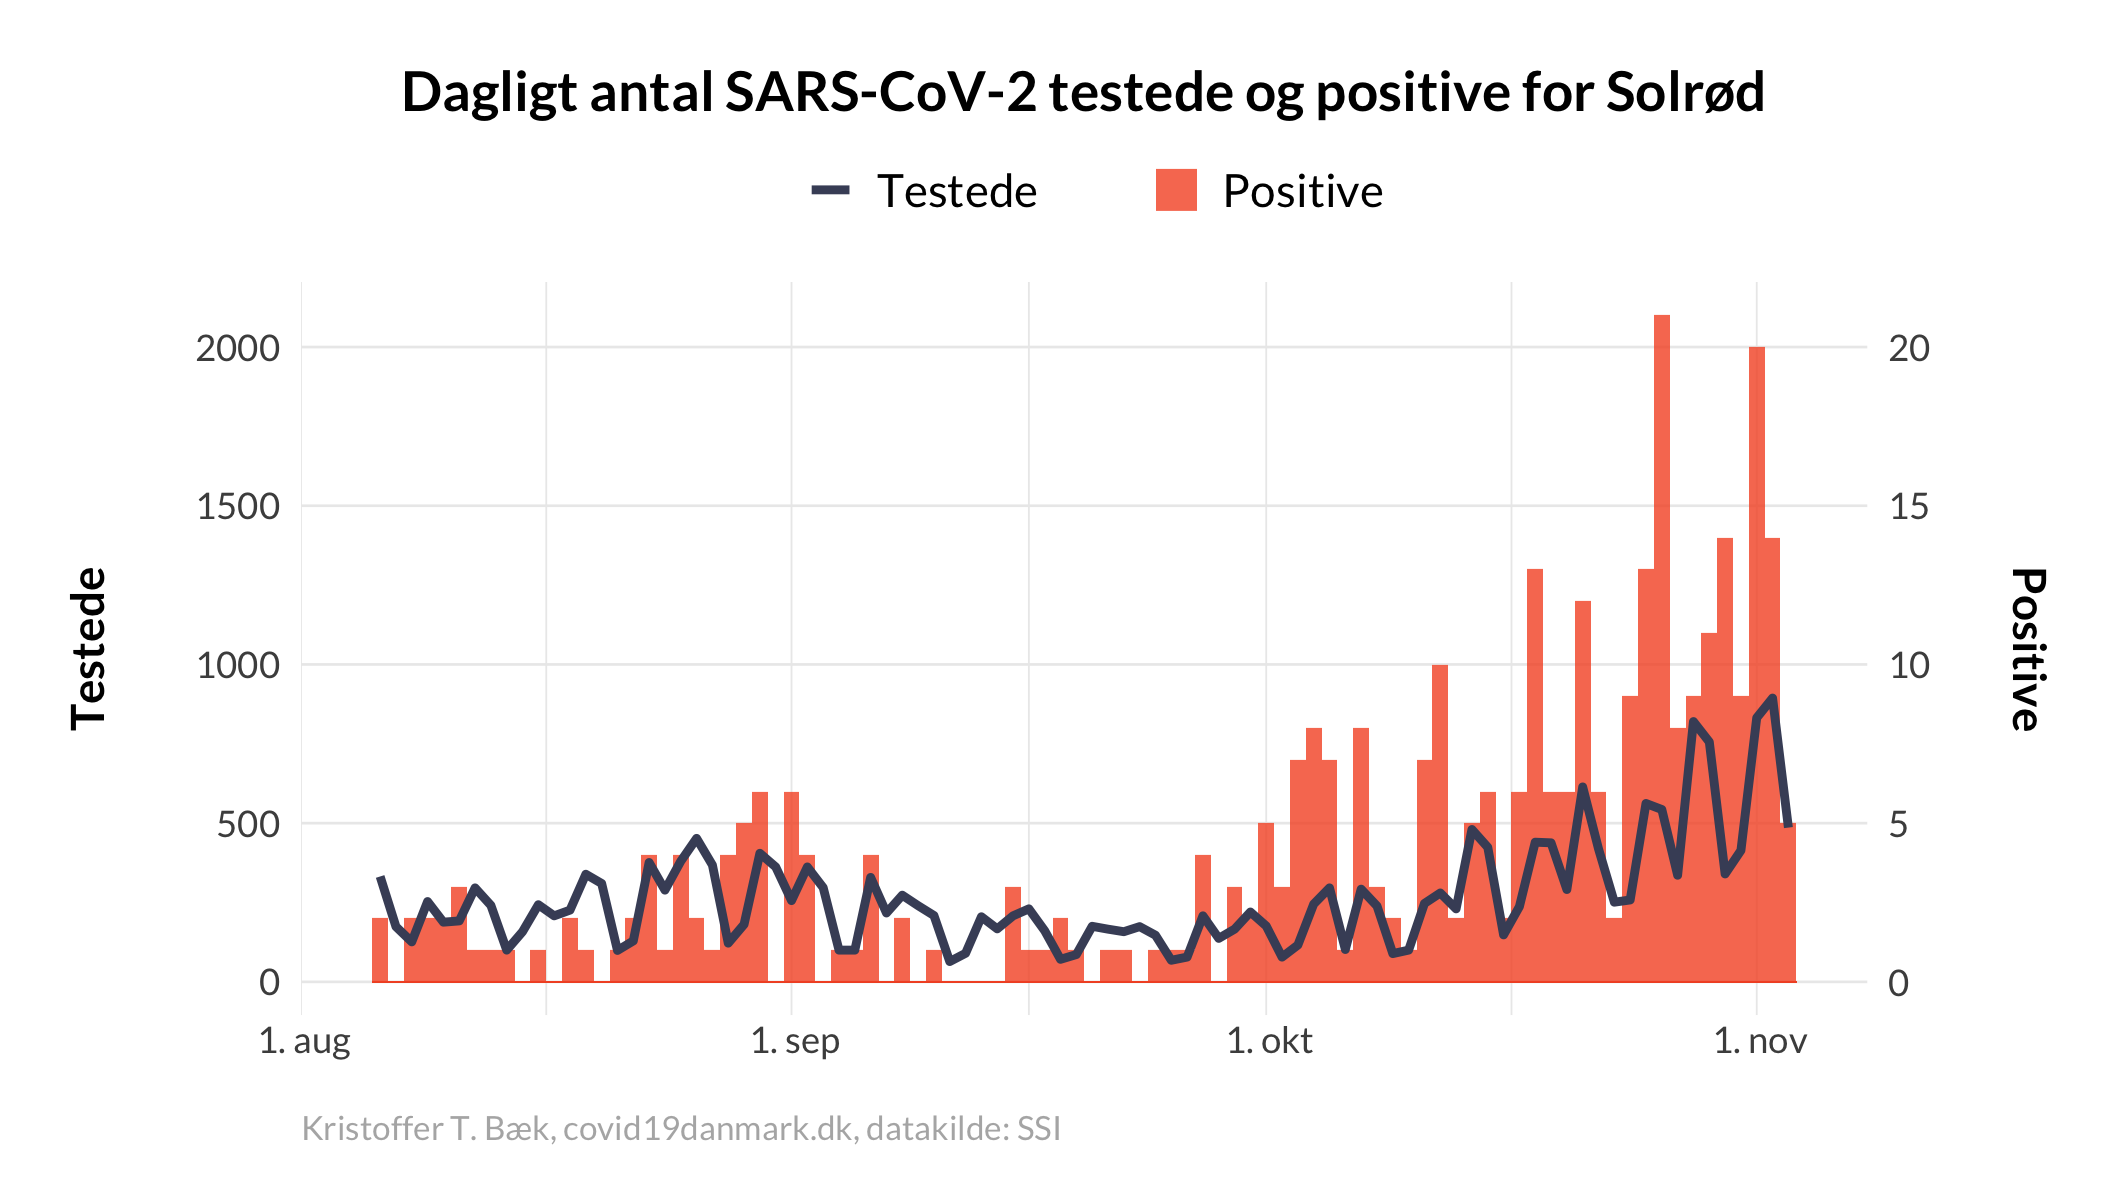 Dagligt antal SARS-CoV-2 testede og positive for Solrød
Testede Positive
2000 20
1500 15
1000 10
500 5
0 0
Testede
Positive
1. aug 1. sep 1. okt 1. nov
Kristoffer T. Bæk, covid19danmark.dk, datakilde: SSI